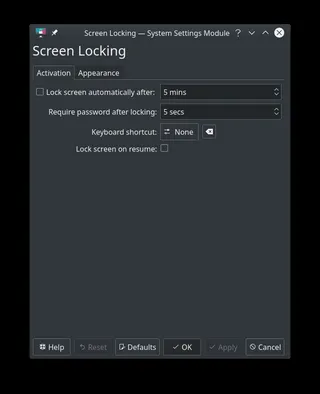 Screen Locking — System Settings Module
Screen Locking
Activation Appearance
Lock screen automatically after: 5 mins
Require password after locking: 5 secs
Keyboard shortcut: None
Lock screen on resume:
Help Reset Defaults OK Apply Cancel